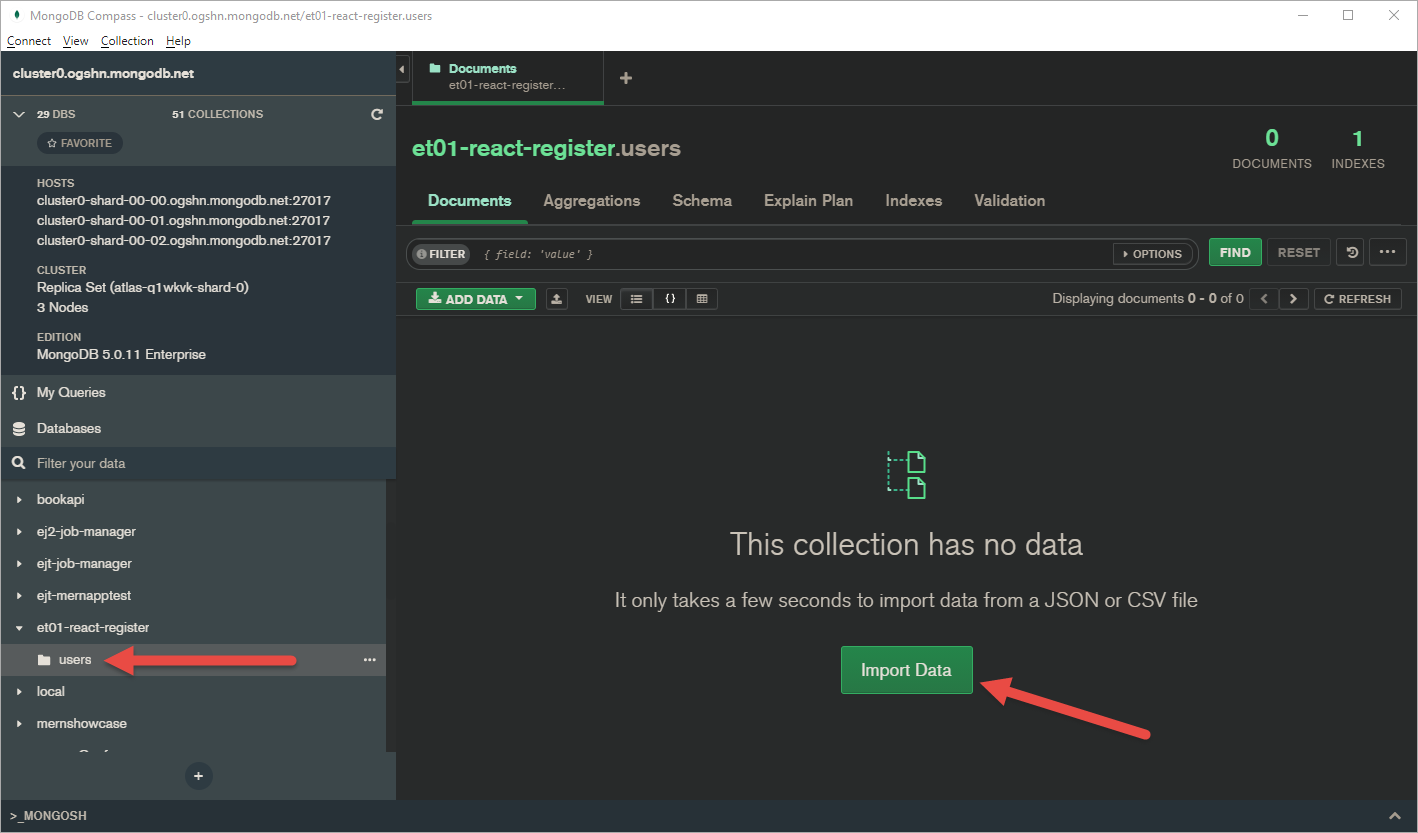 MongoDB Compass - cluster0.ogshn.mongodb.net/et01-react-register.users
Connect View Collection Help
cluster0.ogshn.mongodb.net
29 DBS 51 COLLECTIONS
FAVORITE
HOSTS
cluster0-shard-00-00.ogshn.mongodb.net:27017
cluster0-shard-00-01.ogshn.mongodb.net:27017
cluster0-shard-00-02.ogshn.mongodb.net:27017
CLUSTER
Replica Set (atlas-q1wkvk-shard-0)
3 Nodes
EDITION
MongoDB 5.0.11 Enterprise
{} My Queries
Databases
Filter your data
bookapi
ej2-job-manager
ejt-job-manager
ejt-mernapptest
et01-react-register
users
local
mernshowcase
+
>_MONGOSH
Documents
et01-react-register...
+
et01-react-register.users
0 DOCUMENTS
1 INDEXES
Documents Aggregations Schema Explain Plan Indexes Validation
FILTER { field: 'value' } OPTIONS FIND RESET
ADD DATA VIEW {} Displaying documents 0 - 0 of 0 REFRESH
This collection has no data
It only takes a few seconds to import data from a JSON or CSV file
Import Data